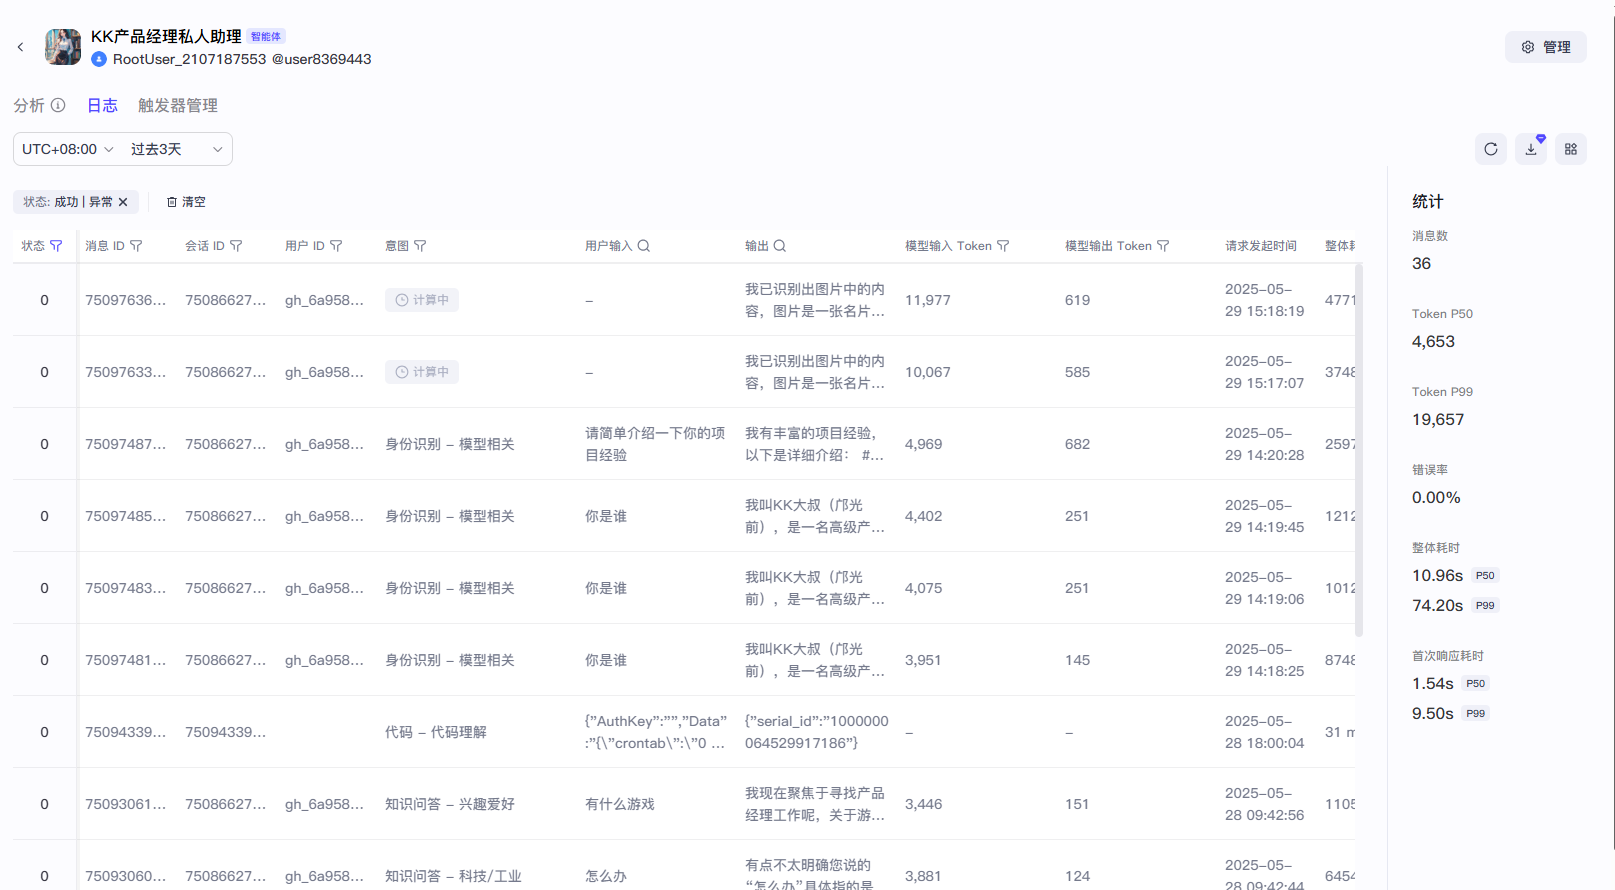 KK产品经理私人助理 智能体
RootUser_2107187553 @user8369443
管理
分析 日志 触发器管理
UTC+08:00 过去3天
状态: 成功 | 异常 清空
状态 消息 ID 会话 ID 用户 ID 意图 用户输入 输出 模型输入 Token 模型输出 Token 请求发起时间 整体
0 75097636... 75086627... gh_6a958... 计算中 – 我已识别出图片中的内
容，图片是一张名片... 11,977 619 2025-05-
29 15:18:19 4771
0 75097633... 75086627... gh_6a958... 计算中 – 我已识别出图片中的内
容，图片是一张名片... 10,067 585 2025-05-
29 15:17:07 3748
0 75097487... 75086627... gh_6a958... 身份识别 – 模型相关 请简单介绍一下你的项
目经验 我有丰富的项目经验，
以下是详细介绍： #... 4,969 682 2025-05-
29 14:20:28 2597
0 75097485... 75086627... gh_6a958... 身份识别 – 模型相关 你是谁 我叫KK大叔（邝光
前），是一名高级产... 4,402 251 2025-05-
29 14:19:45 1212
0 75097483... 75086627... gh_6a958... 身份识别 – 模型相关 你是谁 我叫KK大叔（邝光
前），是一名高级产... 4,075 251 2025-05-
29 14:19:06 1012
0 75097481... 75086627... gh_6a958... 身份识别 – 模型相关 你是谁 我叫KK大叔（邝光
前），是一名高级产... 3,951 145 2025-05-
29 14:18:25 8748
0 75094339... 75094339... 代码 – 代码理解 {"AuthKey":"","Data"
:"{\"crontab\":\"0 ... {"serial_id":"1000000
064529917186"} – – 2025-05-
28 18:00:04 31 m
0 75093061... 75086627... gh_6a958... 知识问答 – 兴趣爱好 有什么游戏 我现在聚焦于寻找产品
经理工作呢，关于游... 3,446 151 2025-05-
28 09:42:56 1105
0 75093060... 75086627... gh_6a958... 知识问答 – 科技/工业 怎么办 有点不太明确您说的
“怎么办”具体指的是 3,881 124 2025-05-
28 09:42:44 6454
统计
消息数
36
Token P50
4,653
Token P99
19,657
错误率
0.00%
整体耗时
10.96s P50
74.20s P99
首次响应耗时
1.54s P50
9.50s P99